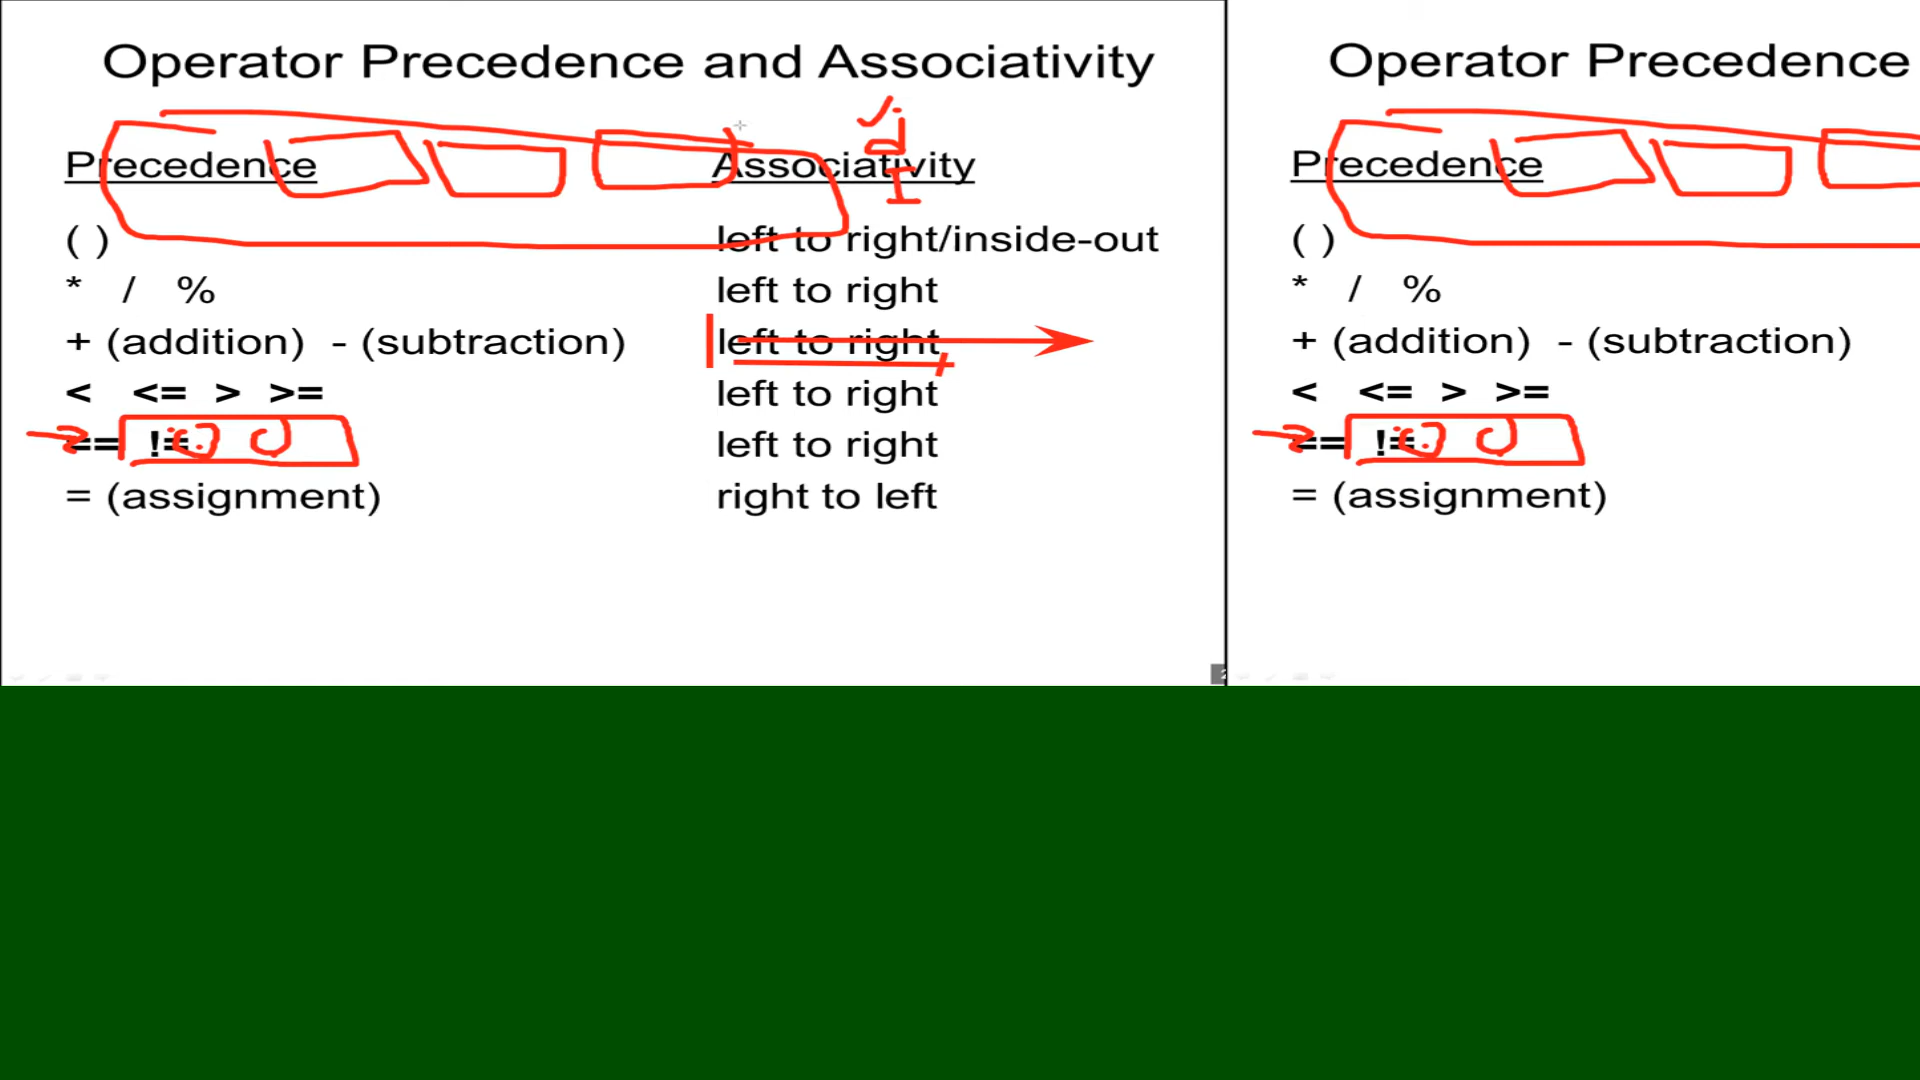 Operator Precedence and Associativity
Precedence Associativity
( ) left to right/inside-out
* / % left to right
+ (addition) - (subtraction) left to right
< <= > >= left to right
== != left to right
= (assignment) right to left
Operator Precedence
Precedence
( )
* / %
+ (addition) - (subtraction)
< <= > >=
== !=
= (assignment)